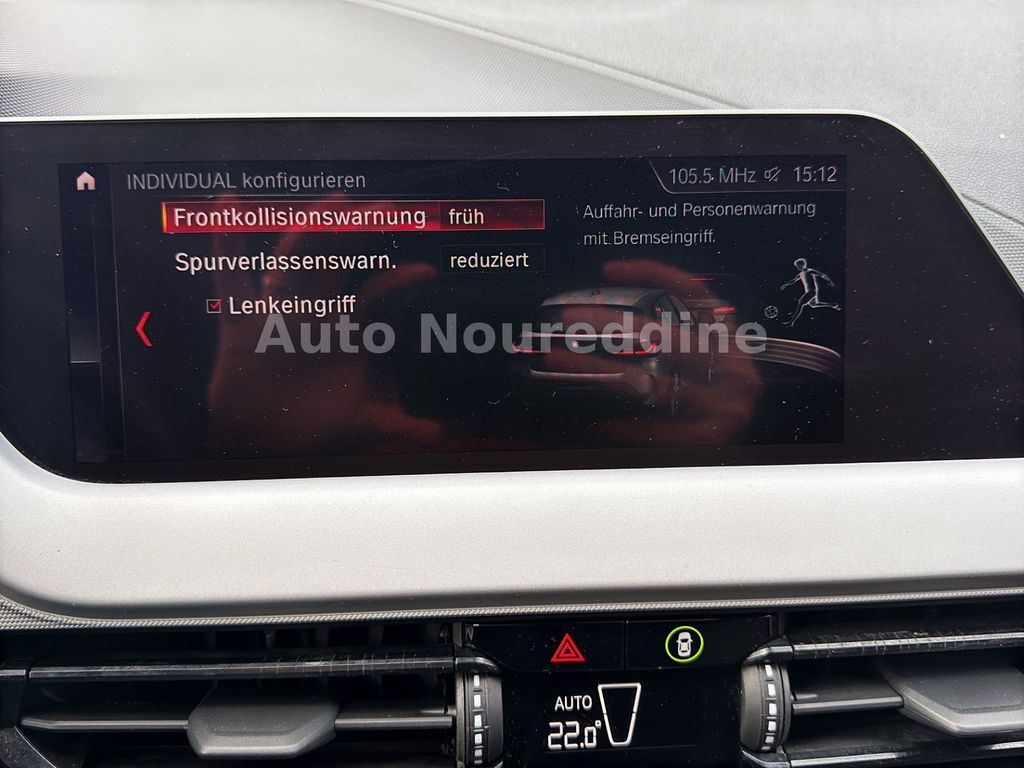 INDIVIDUAL konfigurieren
105.5 MHz 15:12
Frontkollisionswarnung früh
Spurverlassenswarn. reduziert
Lenkeingriff
Auffahr- und Personenwarnung
mit Bremseingriff.
Auto Noureddine
AUTO
22.0°